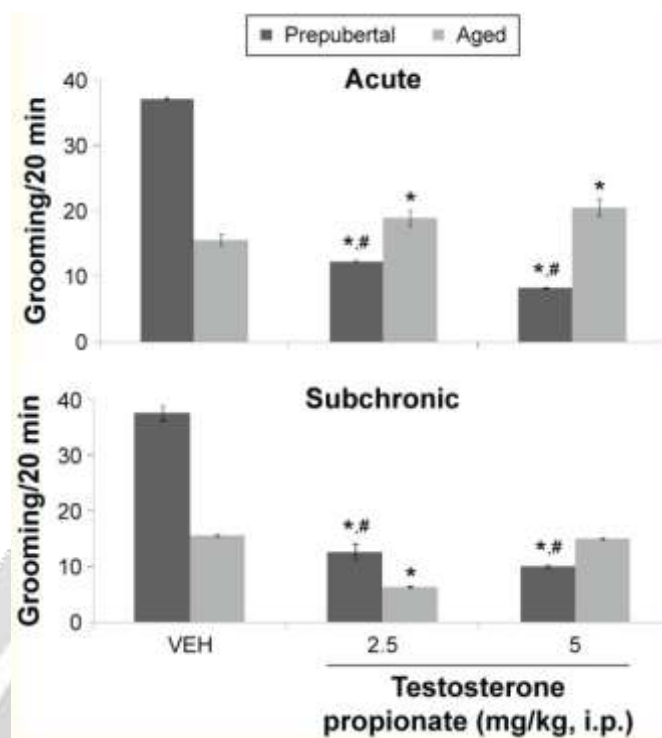 Prepubertal Aged
Acute
Grooming/20 min
40
30
20
10
0
*,#
*
*,#
*
Subchronic
Grooming/20 min
40
30
20
10
0
*,#
*
*,#
VEH 2.5 5
Testosterone
propionate (mg/kg, i.p.)